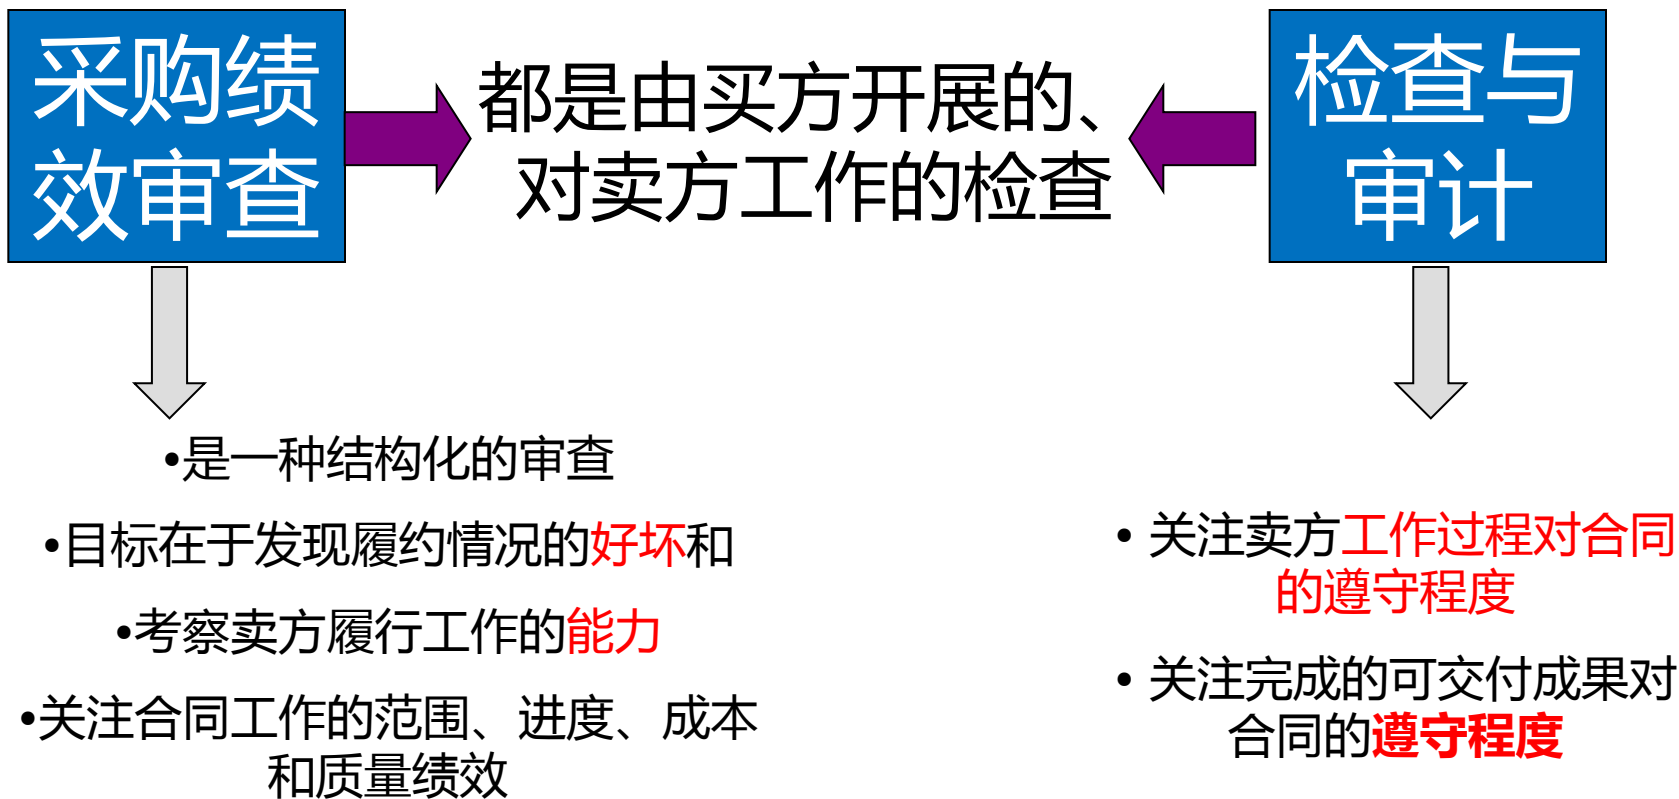 采购绩
效审查
都是由买方开展的、
对卖方工作的检查
检查与
审计
•是一种结构化的审查
•目标在于发现履约情况的好坏和
•考察卖方履行工作的能力
•关注合同工作的范围、进度、成本
和质量绩效
• 关注卖方工作过程对合同
的遵守程度
• 关注完成的可交付成果对
合同的遵守程度